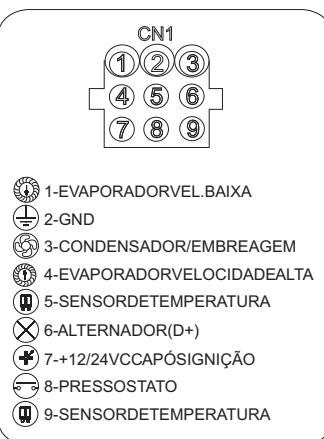 CN1
1 2 3
4 5 6
7 8 9
1-EVAPORADORVEL.BAIXA
2-GND
3-CONDENSADOR/EMBREAGEM
4-EVAPORADORVELOCIDADEALTA
5-SENSORDETEMPERATURA
6-ALTERNADOR(D+)
7-+12/24VCCAPÓSIGNIÇÃO
8-PRESSOSTATO
9-SENSORDETEMPERATURA